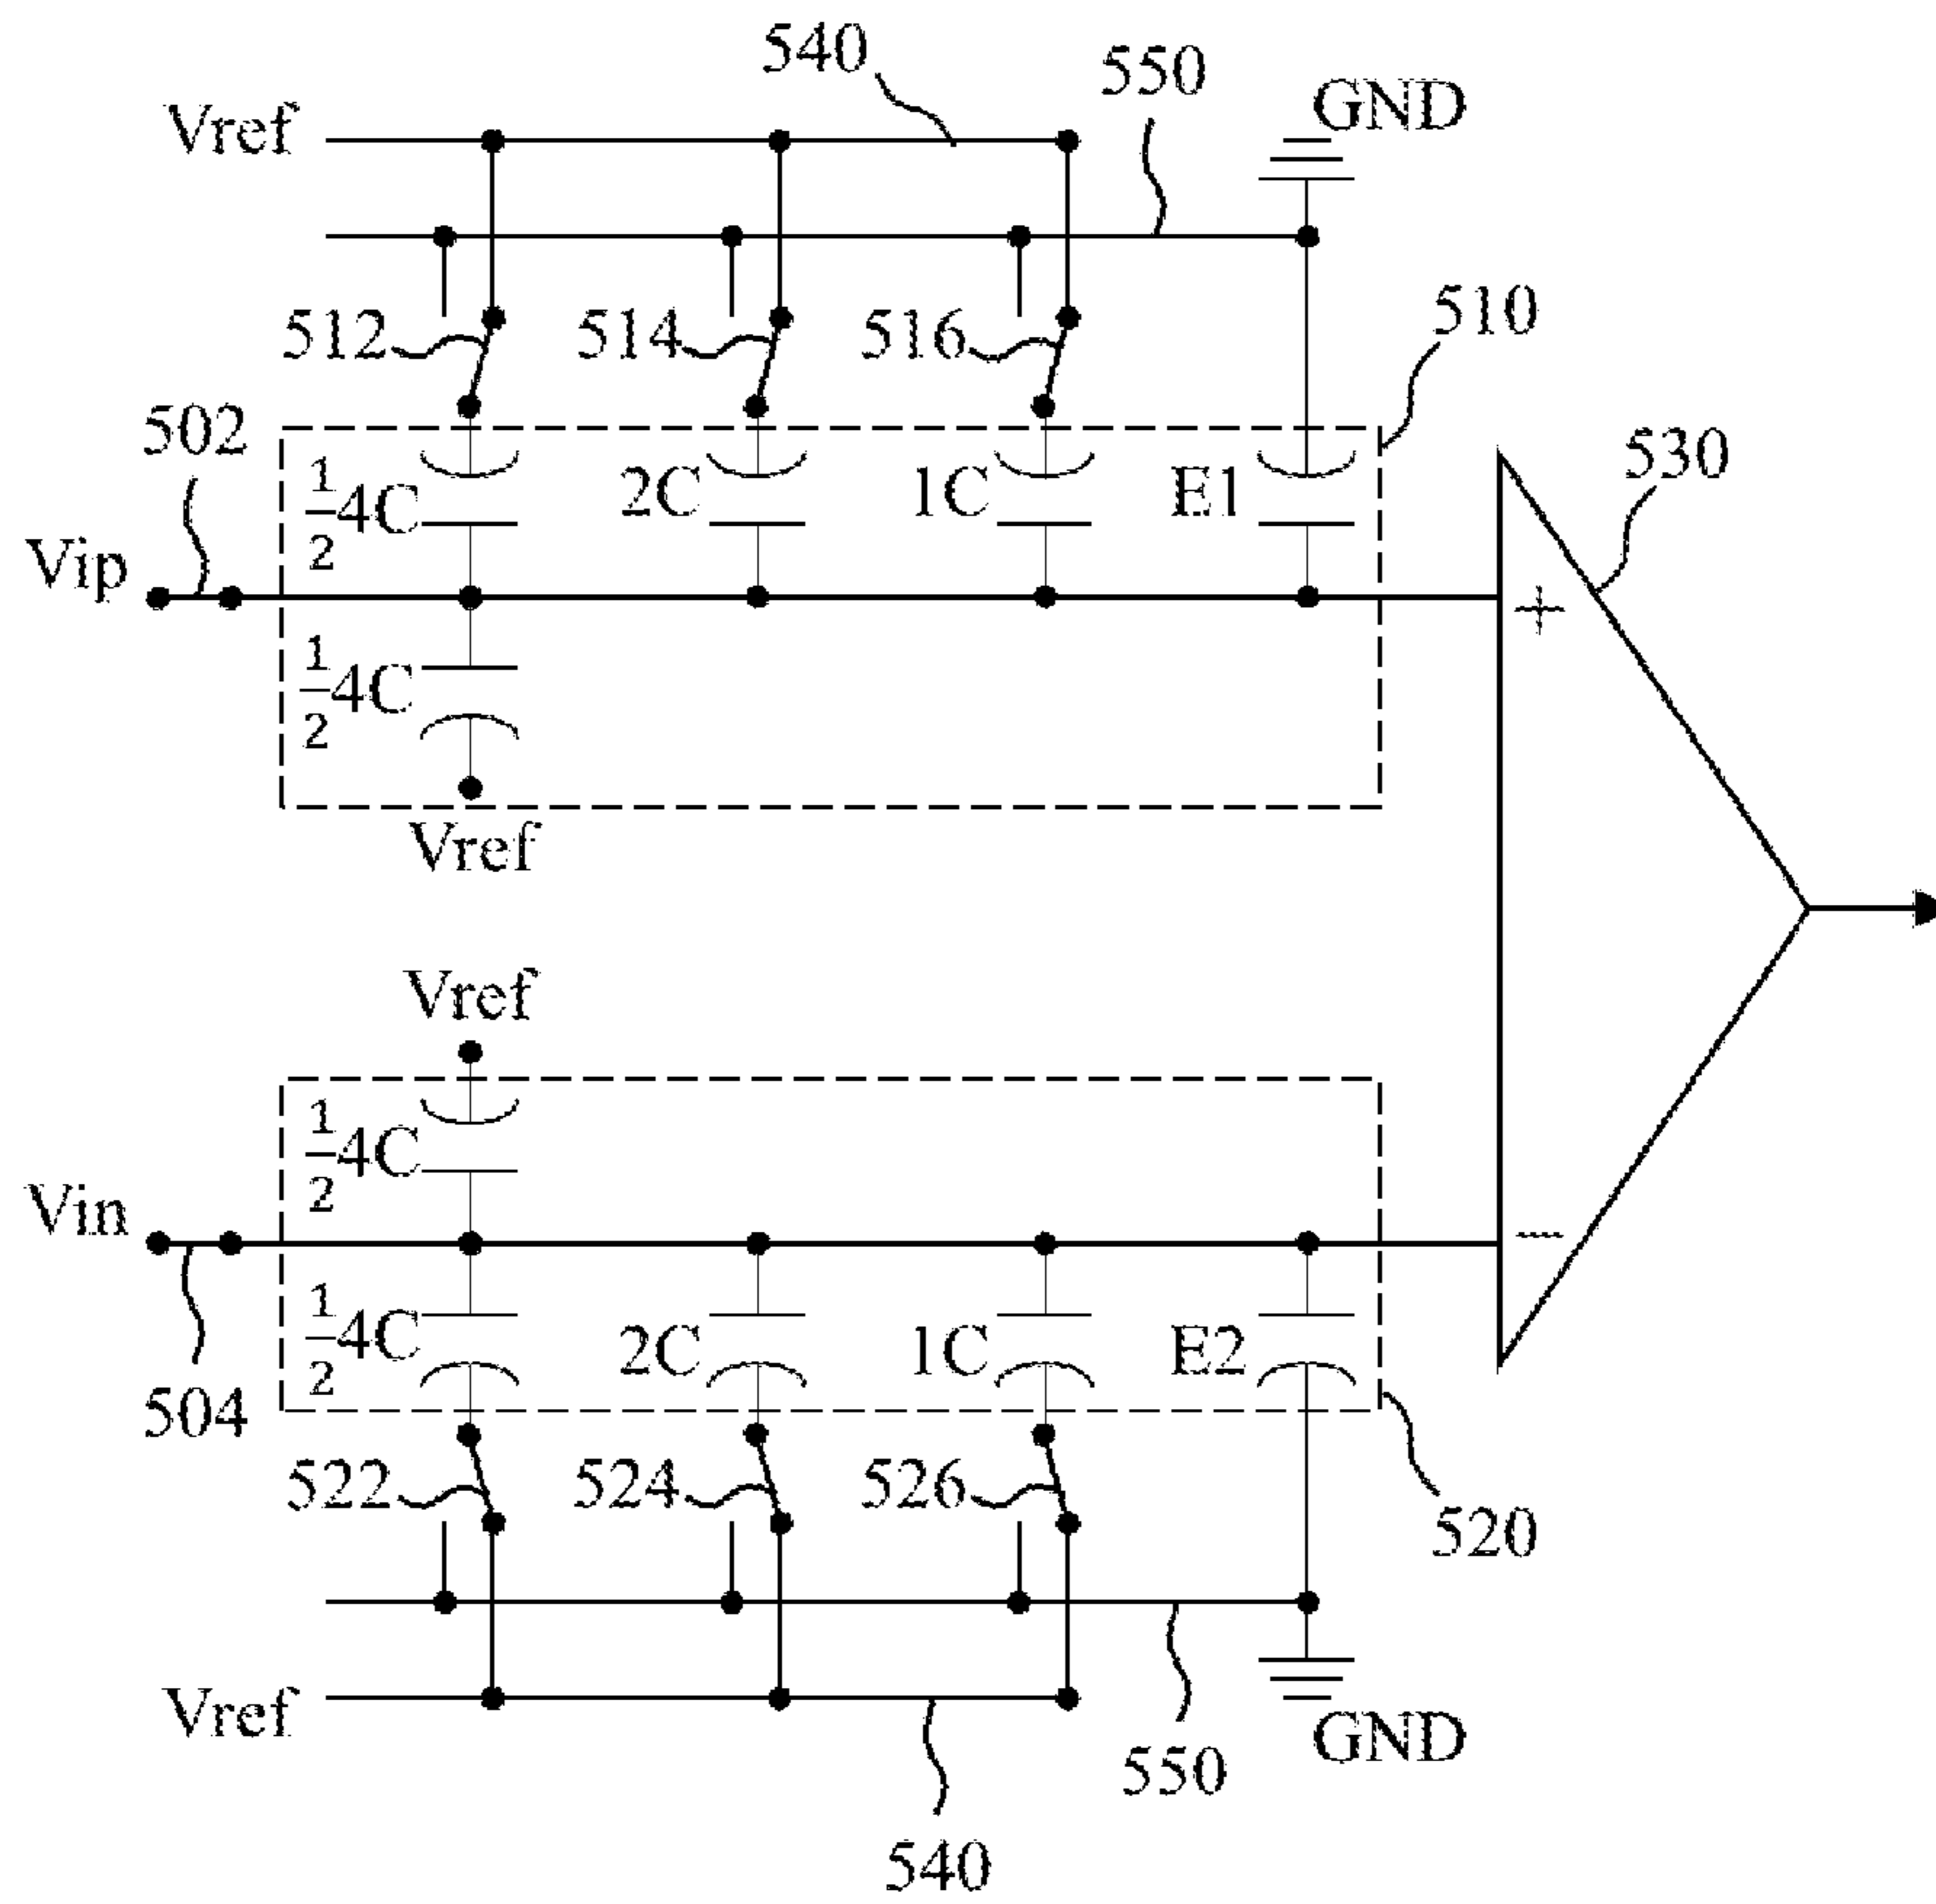 540
550
GND
Vref
512
514
516
510
502
530
1/2 4C
2C
1C
E1
Vip
+
1/2 4C
Vref
Vref
1/2 4C
Vin
−
1/2 4C
2C
1C
E2
504
522
524
526
520
Vref
550
GND
540